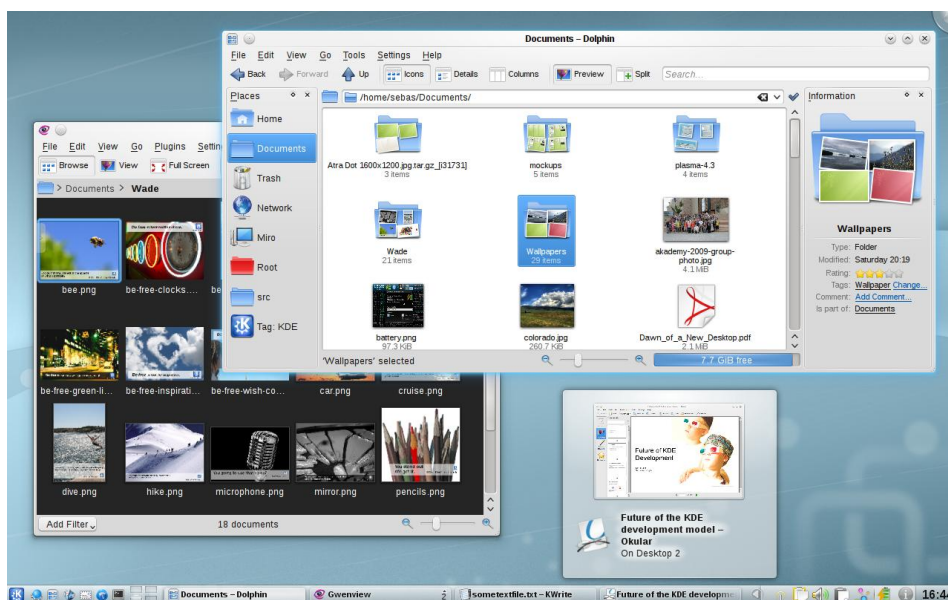 Documents – Dolphin
File Edit View Go Tools Settings Help
Back Forward Up Icons Details Columns Preview Split Search...
Places
/home/sebas/Documents/
Information
Home
Documents
Trash
Network
Miro
Root
src
Tag: KDE
Atra Dot 1600x1200.jpg.tar.gz_[i31731]
3 items
mockups
5 items
plasma-4.3
4 items
Wade
21 items
Wallpapers
29 items
akademy-2009-group-
photo.jpg
4.1 MiB
battery.png
97.3 KiB
colorado.jpg
260.7 KiB
Dawn_of_a_New_Desktop.pdf
2.1 MiB
'Wallpapers' selected
7.7 GiB free
Wallpapers
Type: Folder
Modified: Saturday 20:19
Rating:
Tags: Wallpaper Change...
Comment: Add Comment...
Is part of: Documents
File Edit View Go Plugins Settin
Browse View Full Screen
> Documents > Wade
bee.png
be-free-clocks....
be-free-green-li...
be-free-inspirati...
be-free-wish-co...
car.png
cruise.png
dive.png
hike.png
microphone.png
mirror.png
pencils.png
Add Filter
18 documents
Future of KDE
Development
Future of the KDE
development model –
Okular
On Desktop 2
Documents – Dolphin
Gwenview
sometextfile.txt – KWrite
Future of the KDE developme
16:4